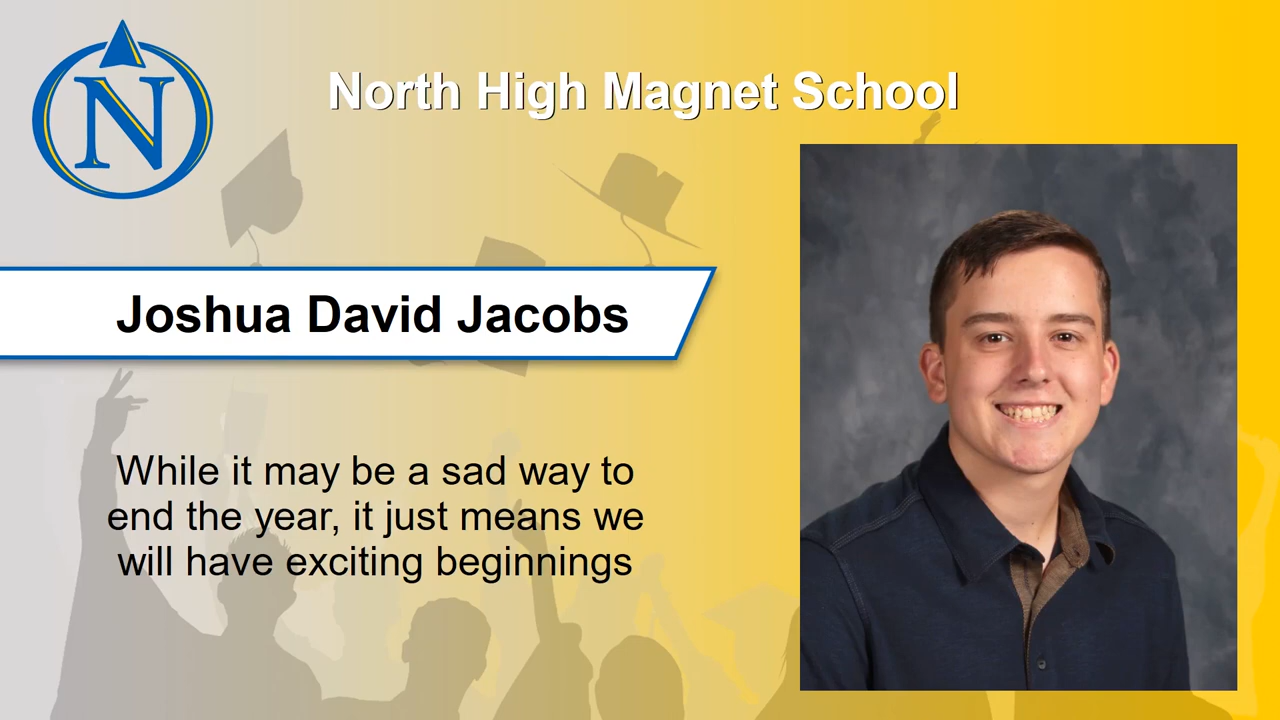 N
North High Magnet School
Joshua David Jacobs
While it may be a sad way to
end the year, it just means we
will have exciting beginnings